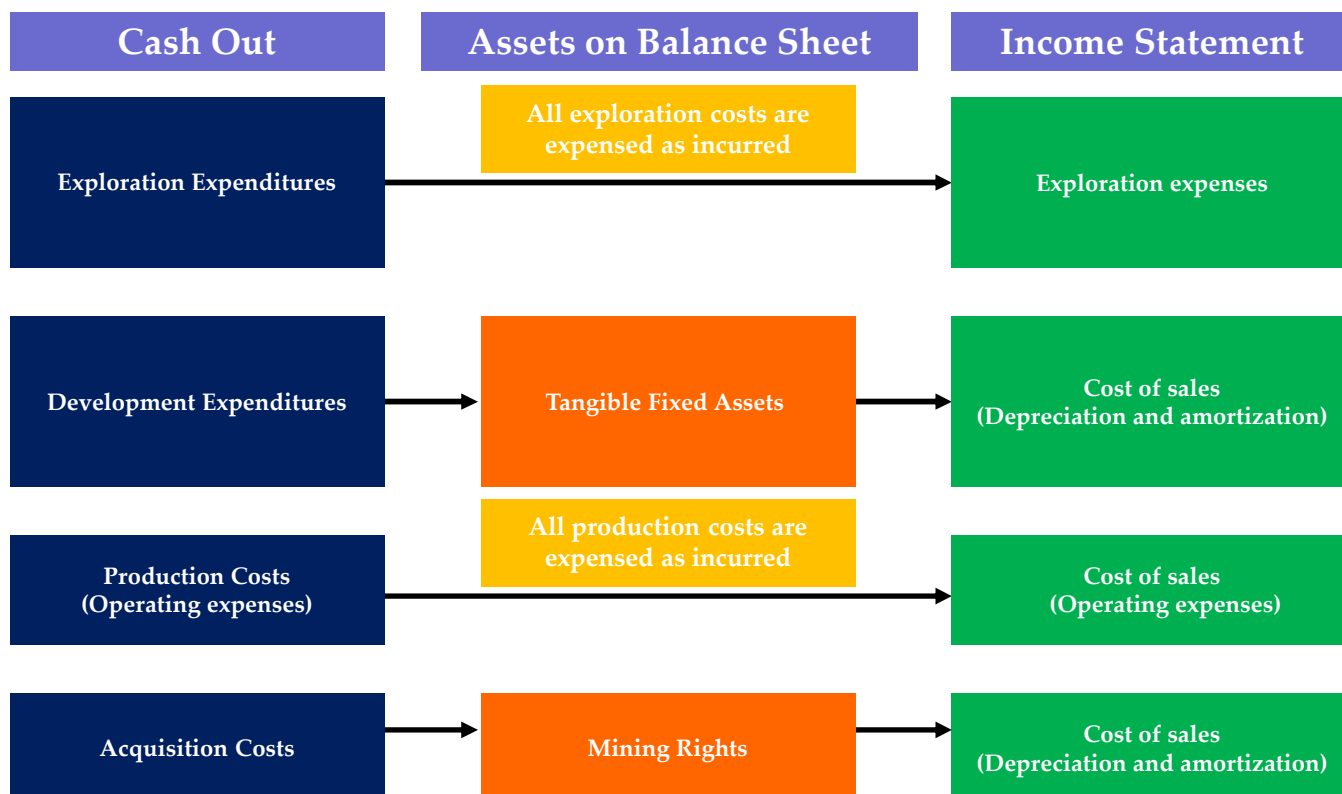 Cash Out
Assets on Balance Sheet
Income Statement
All exploration costs are
expensed as incurred
Exploration Expenditures
Exploration expenses
Development Expenditures
Tangible Fixed Assets
Cost of sales
(Depreciation and amortization)
All production costs are
expensed as incurred
Production Costs
(Operating expenses)
Cost of sales
(Operating expenses)
Acquisition Costs
Mining Rights
Cost of sales
(Depreciation and amortization)